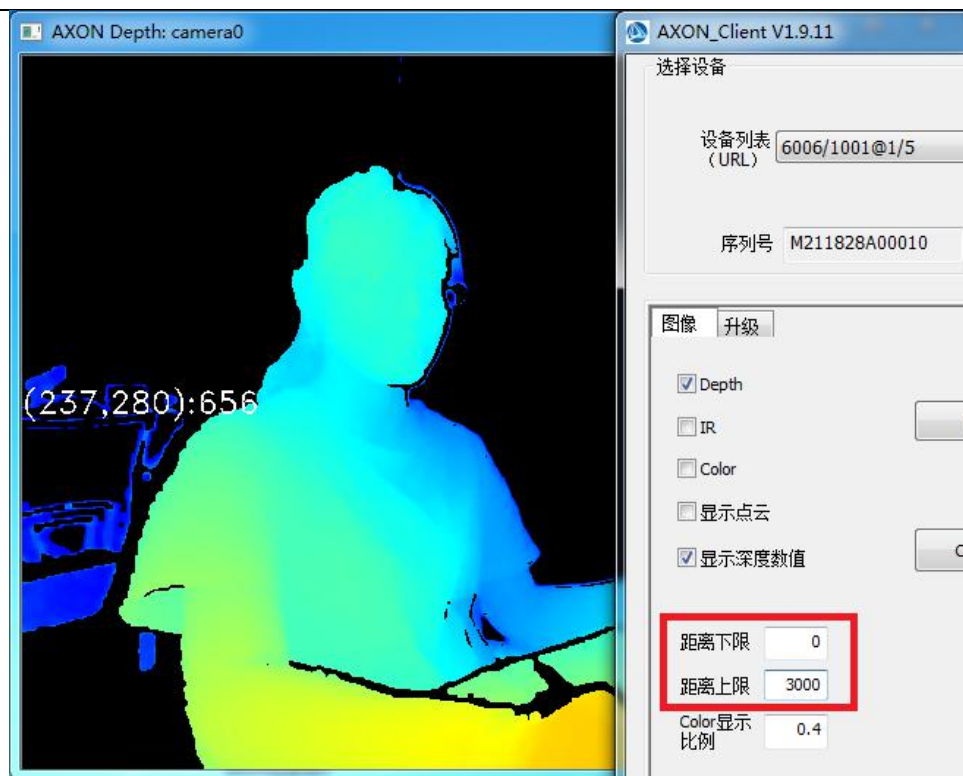 AXON Depth: camera0
(237,280):656
AXON_Client V1.9.11
选择设备
设备列表
(URL)
6006/1001@1/5
序列号
M211828A00010
图像
升级
Depth
IR
Color
显示点云
显示深度数值
C
距离下限
0
距离上限
3000
Color显示
比例
0.4